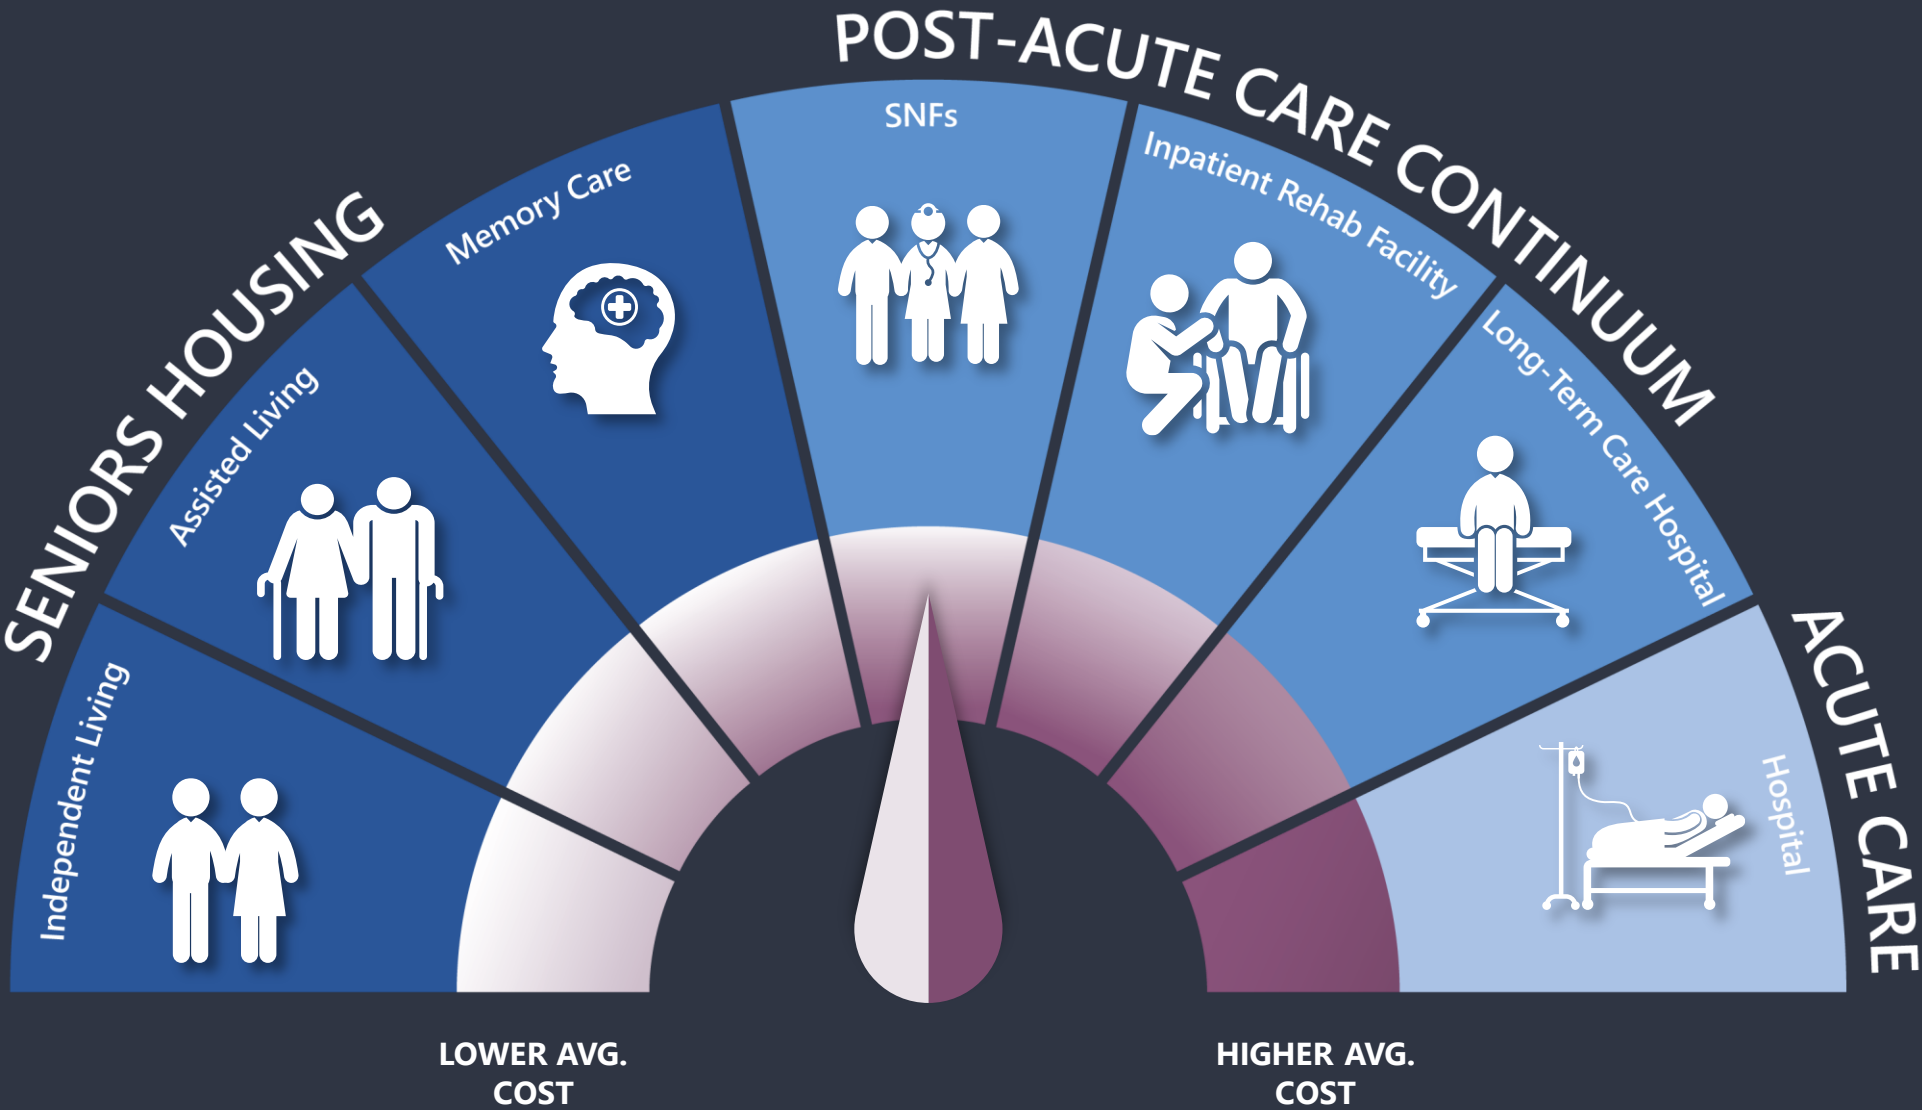 POST-ACUTE CARE CONTINUUM
SENIORS HOUSING
ACUTE CARE
Independent Living
Assisted Living
Memory Care
SNFs
Inpatient Rehab Facility
Long-Term Care Hospital
Hospital
LOWER AVG.
COST
HIGHER AVG.
COST